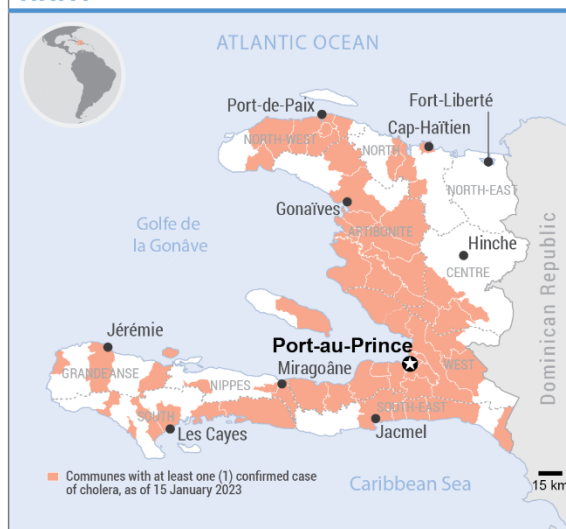 ATLANTIC OCEAN
Port-de-Paix
Fort-Liberté
Cap-Haïtien
NORTH-WEST
NORTH
NORTH-EAST
Gonaïves
Golfe de
la Gonâve
ARTIBONITE
Hinche
CENTRE
Dominican Republic
Jérémie
Port-au-Prince
Miragoâne
WEST
GRANDE'ANSE
NIPPES
SOUTH-EAST
SOUTH
Les Cayes
Jacmel
Communes with at least one (1) confirmed case
of cholera, as of 15 January 2023
Caribbean Sea
15 km